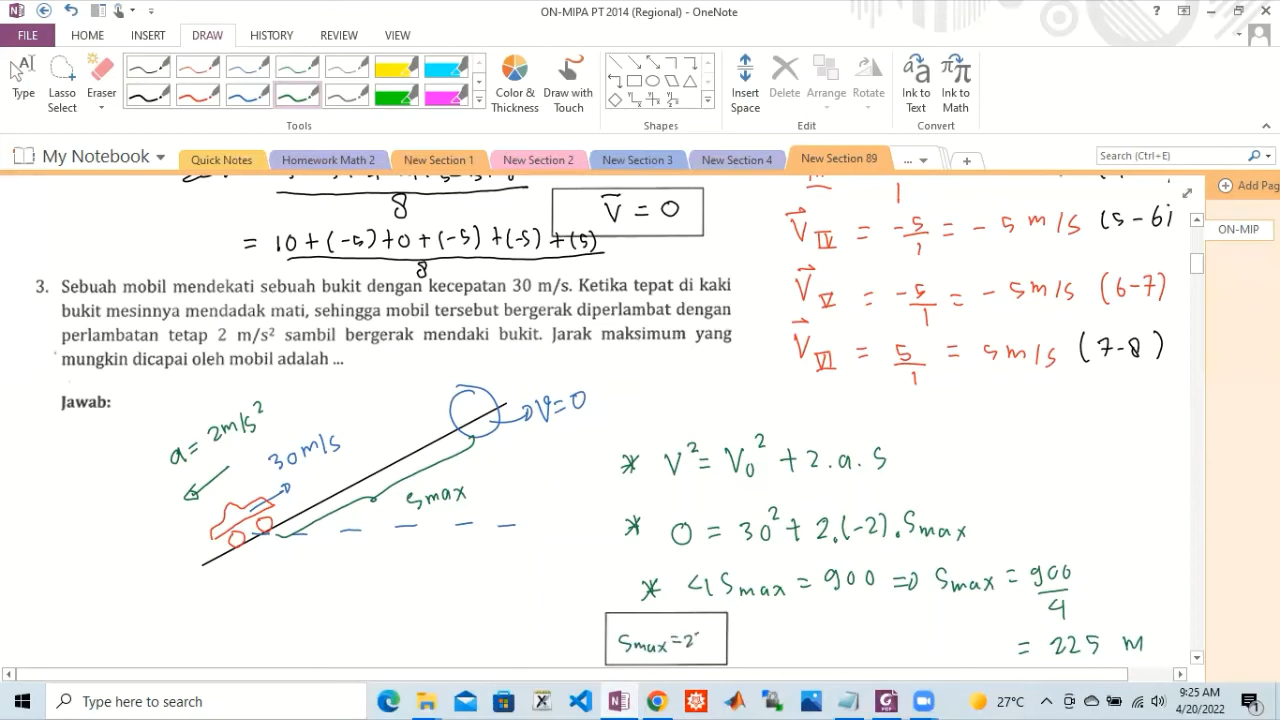 ON-MIPA PT 2014 (Regional) - OneNote
FILE HOME INSERT DRAW HISTORY REVIEW VIEW
Type Lasso Select Eraser Color & Thickness Draw with Touch Insert Space Delete Arrange Rotate Ink to Text Ink to Math
Tools Shapes Edit Convert
My Notebook Quick Notes Homework Math 2 New Section 1 New Section 2 New Section 3 New Section 4 New Section 89 ... Search (Ctrl+E)
Add Pag
ON-MIP
8
V̄ = 0
= 10 + (-5) + 0 + (-5) + (-5) + (5)
8
V⃗ IV = -5/1 = -5 m/s (5-6)
V⃗ V = -5/1 = -5 m/s (6-7)
V⃗ VI = 5/1 = 5 m/s (7-8)
3. Sebuah mobil mendekati sebuah bukit dengan kecepatan 30 m/s. Ketika tepat di kaki
bukit mesinnya mendadak mati, sehingga mobil tersebut bergerak diperlambat dengan
perlambatan tetap 2 m/s² sambil bergerak mendaki bukit. Jarak maksimum yang
mungkin dicapai oleh mobil adalah ...
Jawab:
a = 2 m/s²
30 m/s
V=0
Smax
* V² = V₀² + 2.a.S
* 0 = 30² + 2.(-2).Smax
* 4 Smax = 900 => Smax = 900/4
= 225 m
Smax = 2
Type here to search
27°C
9:25 AM
4/20/2022